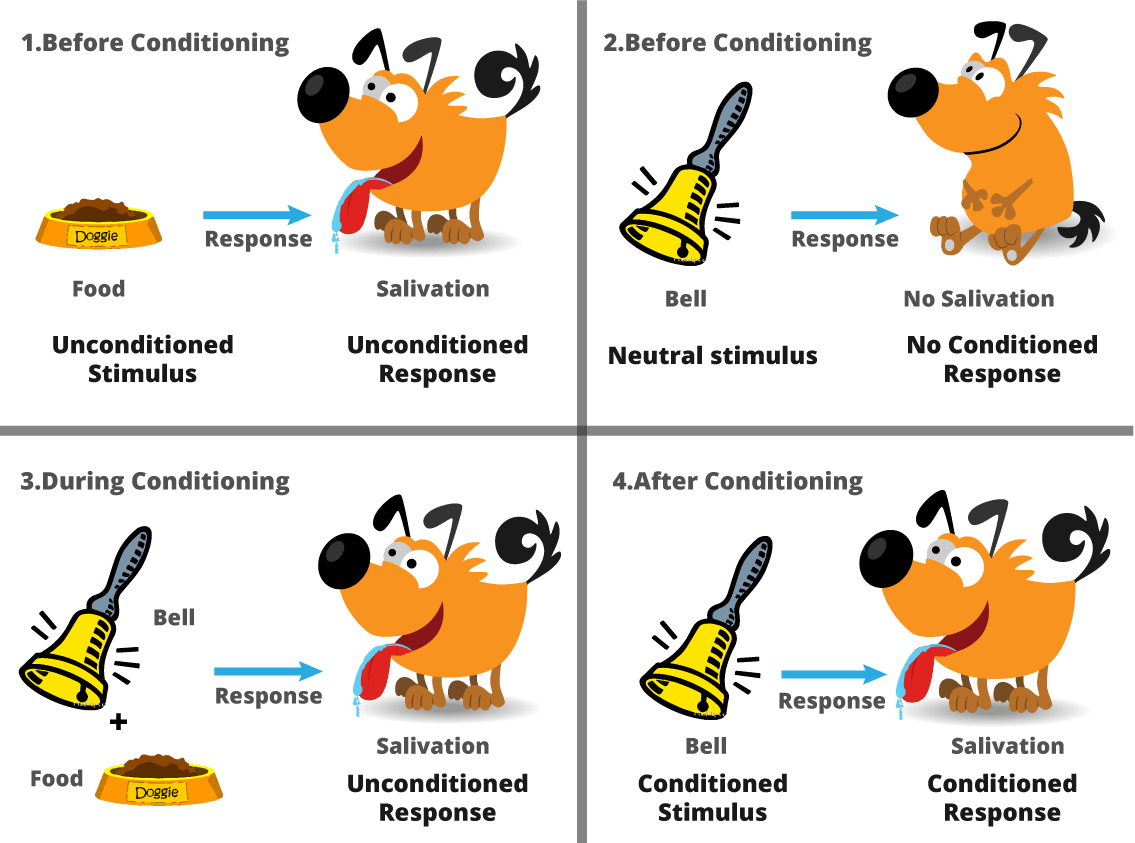 1.Before Conditioning
Doggie
Response
Food
Salivation
Unconditioned
Stimulus
Unconditioned
Response
2.Before Conditioning
Response
Bell
No Salivation
Neutral stimulus
No Conditioned
Response
3.During Conditioning
Bell
Response
+
Food
Doggie
Salivation
Unconditioned
Response
4.After Conditioning
Response
Bell
Salivation
Conditioned
Stimulus
Conditioned
Response